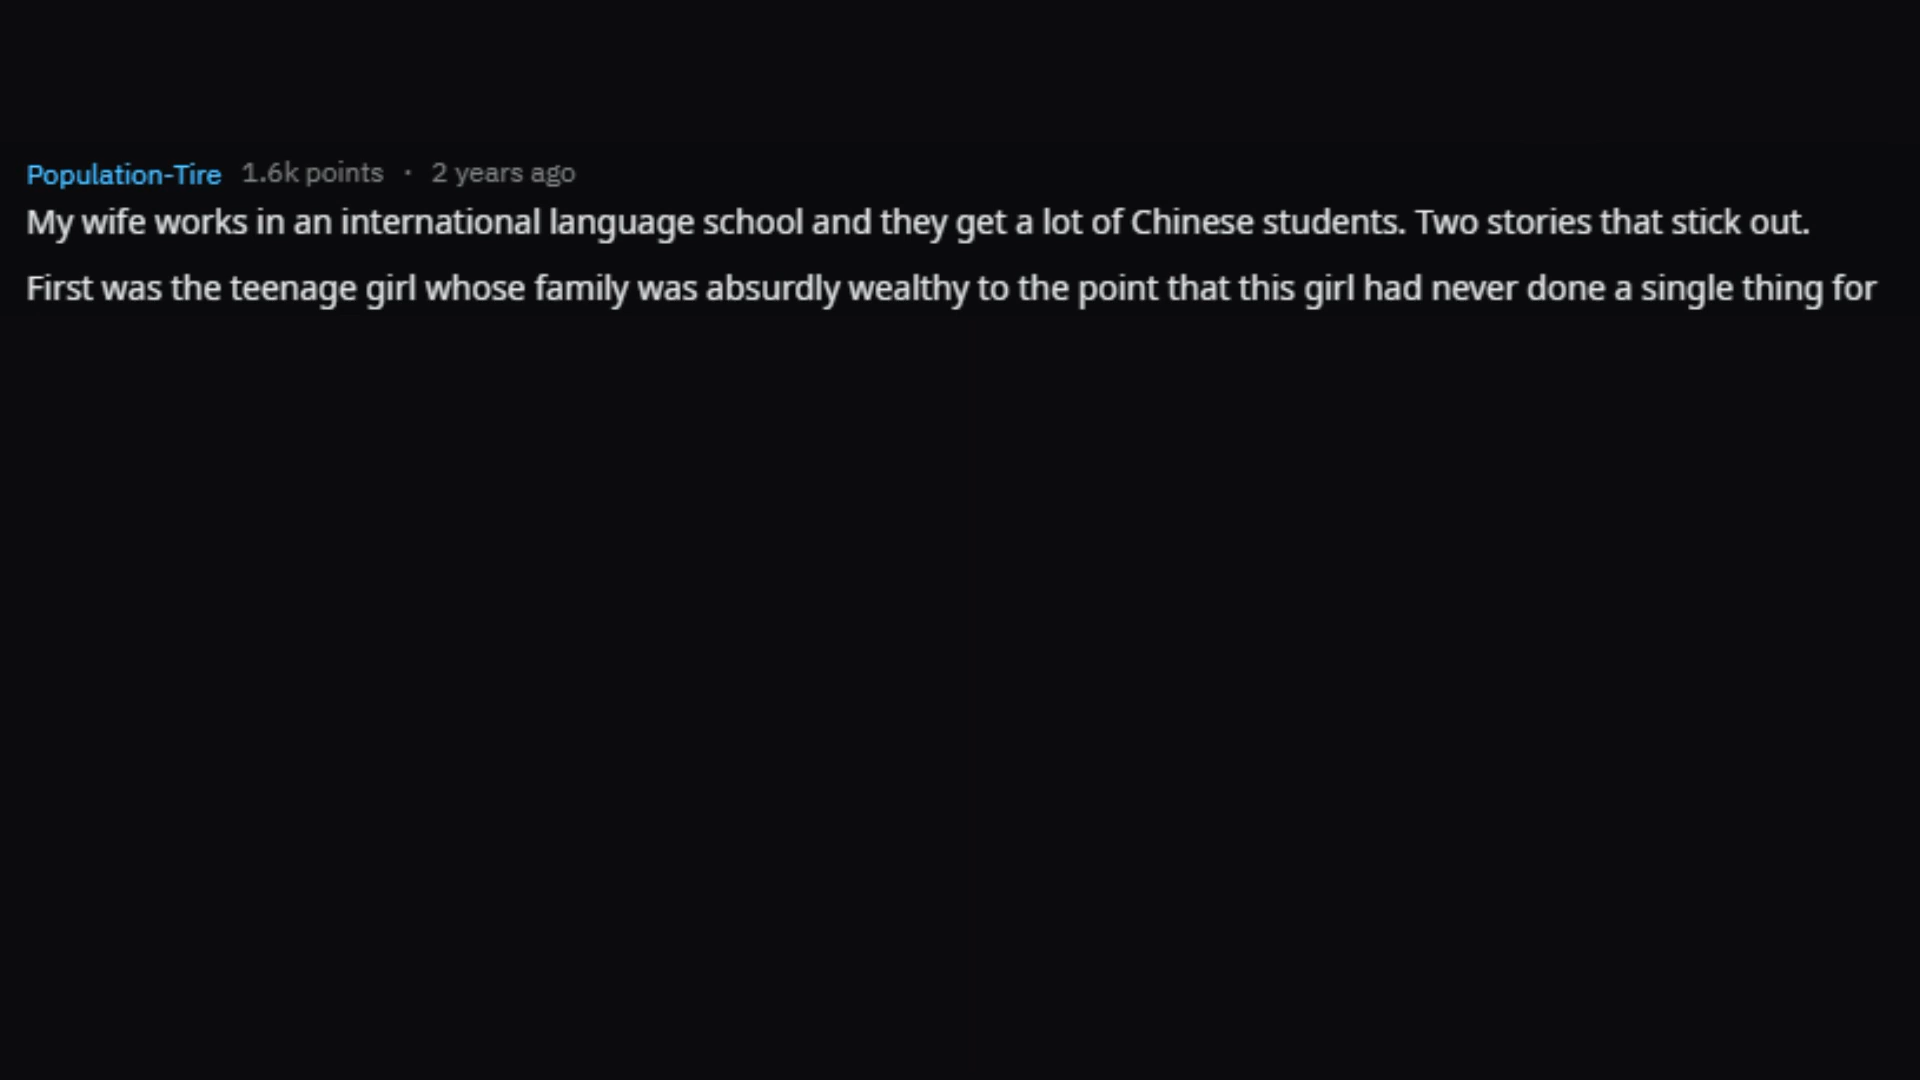 Population-Tire 1.6k points · 2 years ago
My wife works in an international language school and they get a lot of Chinese students. Two stories that stick out.
First was the teenage girl whose family was absurdly wealthy to the point that this girl had never done a single thing for